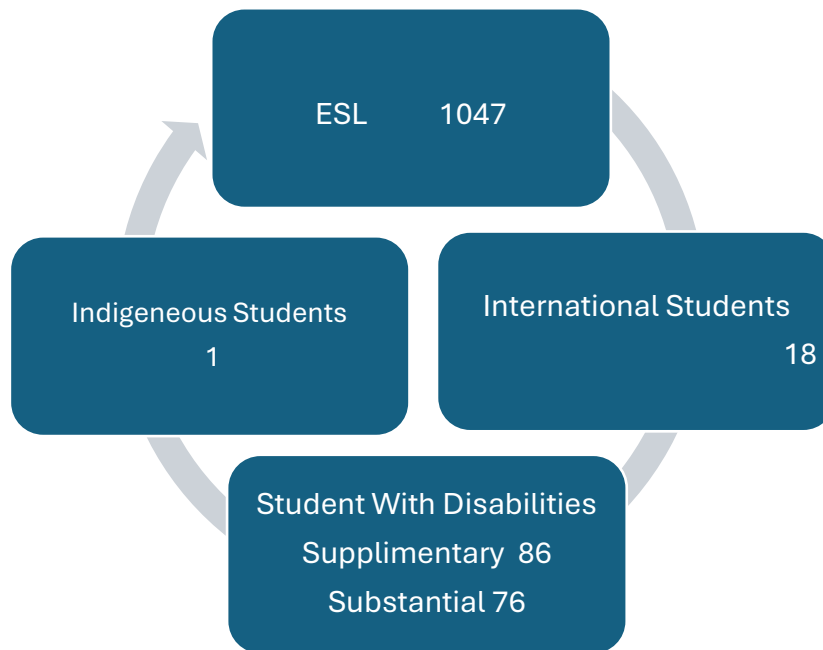 ESL 1047
International Students
18
Student With Disabilities
Supplimentary 86
Substantial 76
Indigeneous Students
1